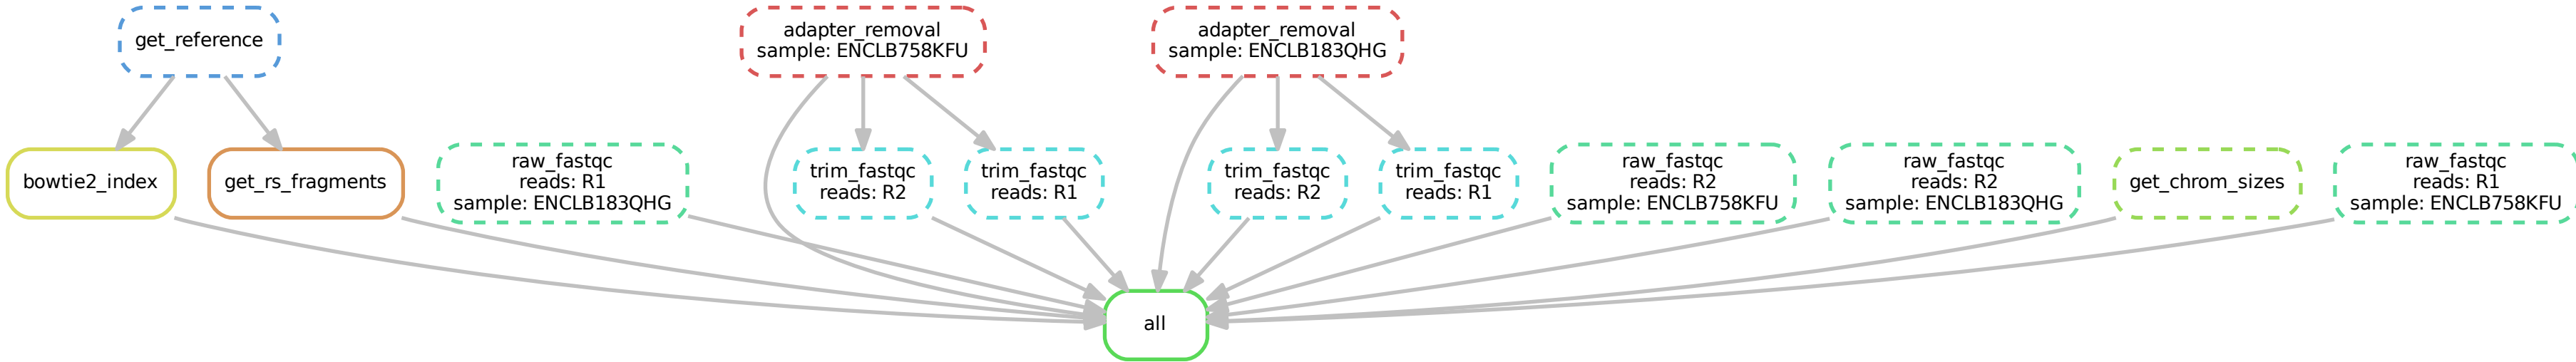 get_reference
adapter_removal
sample: ENCLB758KFU
adapter_removal
sample: ENCLB183QHG
bowtie2_index
get_rs_fragments
raw_fastqc
reads: R1
sample: ENCLB183QHG
trim_fastqc
reads: R2
trim_fastqc
reads: R1
trim_fastqc
reads: R2
trim_fastqc
reads: R1
raw_fastqc
reads: R2
sample: ENCLB758KFU
raw_fastqc
reads: R2
sample: ENCLB183QHG
get_chrom_sizes
raw_fastqc
reads: R1
sample: ENCLB758KFU
all